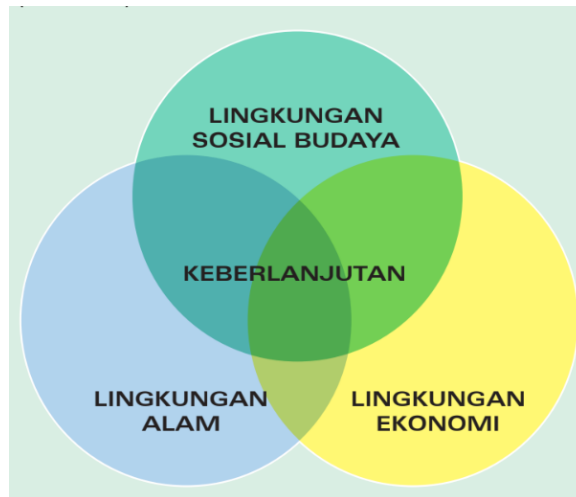 LINGKUNGAN
SOSIAL BUDAYA
KEBERLANJUTAN
LINGKUNGAN
ALAM
LINGKUNGAN
EKONOMI